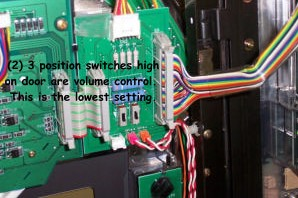 (2) 3 position switches high
on door are volume control.
This is the lowest setting.